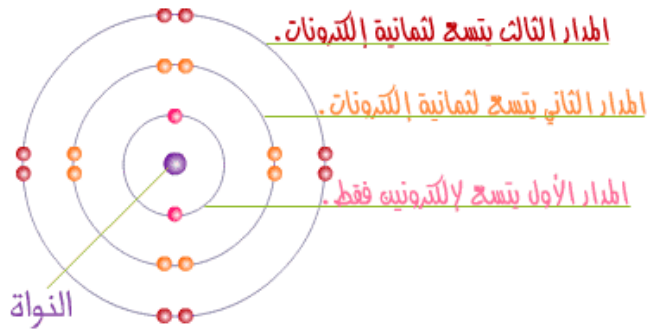 المدار الثالث يتسع لثمانية إلكترونات.
المدار الثاني يتسع لثمانية إلكترونات.
المدار الأول يتسع لإلكترونين فقط.
النواة